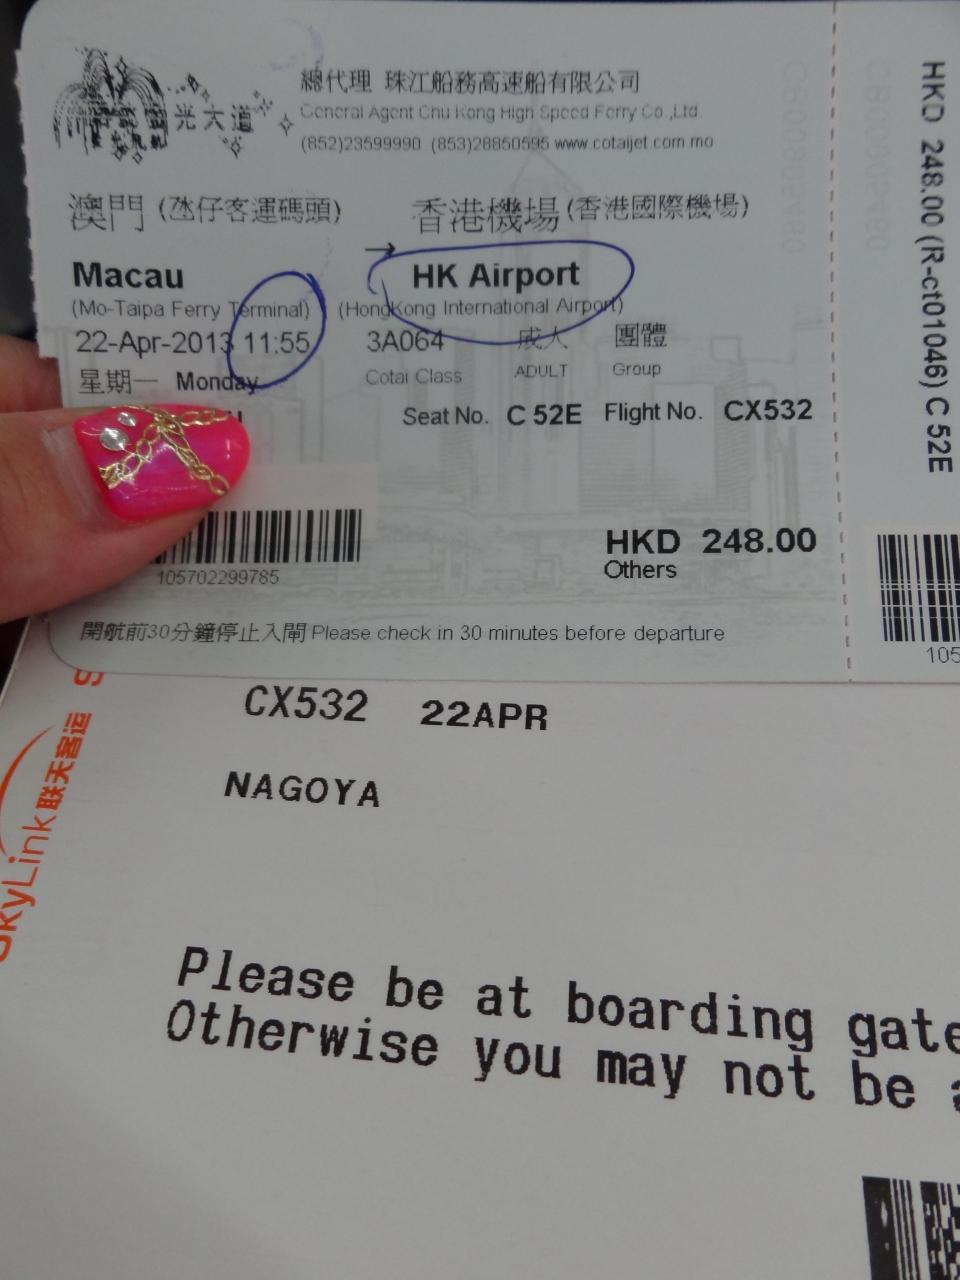 光大道
總代理 珠江船務高速船有限公司
General Agent Chu Kong High Speed Ferry Co.,Ltd.
(852)23599990 (853)28850595 www.cotaijet.com.mo
澳門 (氹仔客運碼頭) 香港機場 (香港國際機場)
→
Macau HK Airport
(Mo-Taipa Ferry Terminal) (HongKong International Airport)
22-Apr-2013 11:55 3A064 成人 團體
星期一 Monday Cotai Class ADULT Group
Seat No. C 52E Flight No. CX532
HKD 248.00
Others
105702299785
開航前30分鐘停止入閘 Please check in 30 minutes before departure
HKD 248.00 (R-ct01046) C 52E
105
CX532 22APR
NAGOYA
SkyLink 联天客运 S
Please be at boarding gate
Otherwise you may not be